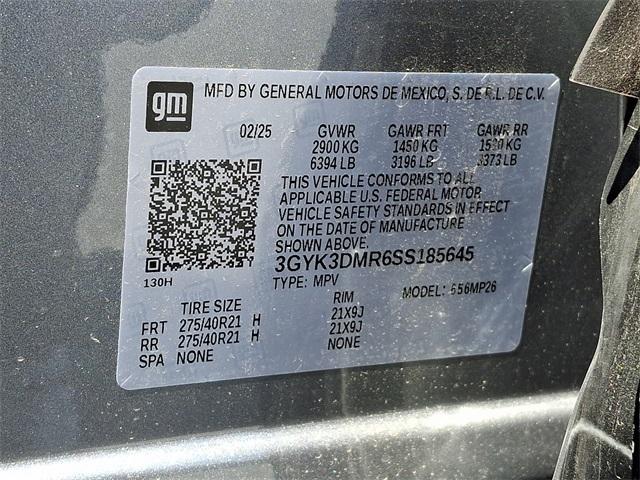 gm
MFD BY GENERAL MOTORS DE MEXICO, S. DE R.L. DE C.V.
02/25 GVWR GAWR FRT GAWR RR
2900 KG 1450 KG 1530 KG
6394 LB 3196 LB 3373 LB
THIS VEHICLE CONFORMS TO ALL
APPLICABLE U.S. FEDERAL MOTOR
VEHICLE SAFETY STANDARDS IN EFFECT
ON THE DATE OF MANUFACTURE
SHOWN ABOVE.
3GYK3DMR6SS185645
130H
TYPE: MPV MODEL: 556MP26
TIRE SIZE RIM
FRT 275/40R21 H 21X9J
RR 275/40R21 H 21X9J
SPA NONE NONE